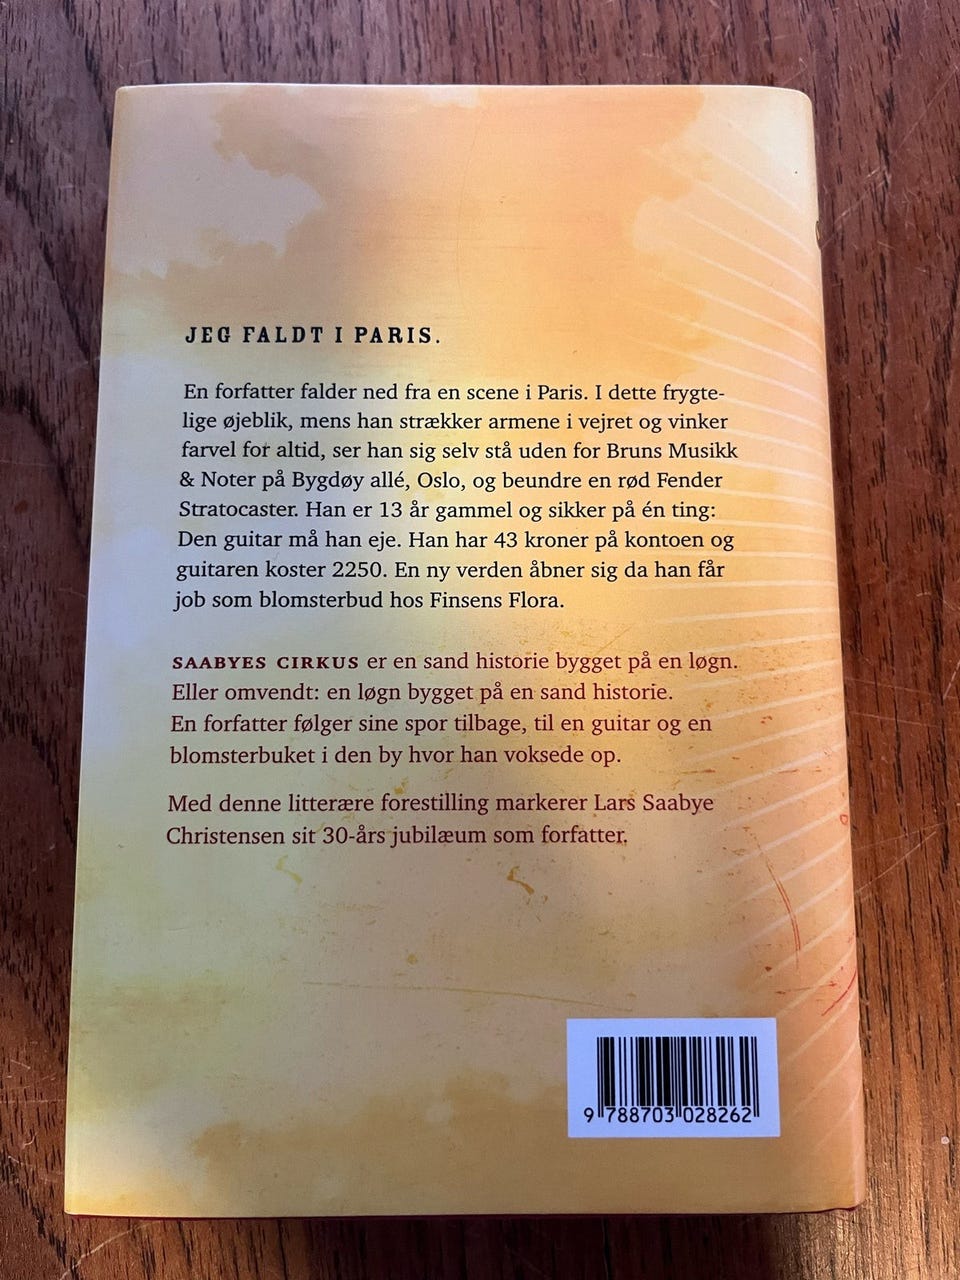 JEG FALDT I PARIS.
En forfatter falder ned fra en scene i Paris. I dette frygte-
lige øjeblik, mens han strækker armene i vejret og vinker
farvel for altid, ser han sig selv stå uden for Bruns Musikk
& Noter på Bygdøy allé, Oslo, og beundre en rød Fender
Stratocaster. Han er 13 år gammel og sikker på én ting:
Den guitar må han eje. Han har 43 kroner på kontoen og
guitaren koster 2250. En ny verden åbner sig da han får
job som blomsterbud hos Finsens Flora.
SAABYES CIRKUS er en sand historie bygget på en løgn.
Eller omvendt: en løgn bygget på en sand historie.
En forfatter følger sine spor tilbage, til en guitar og en
blomsterbuket i den by hvor han voksede op.
Med denne litterære forestilling markerer Lars Saabye
Christensen sit 30-års jubilæum som forfatter.
9 788703 028262